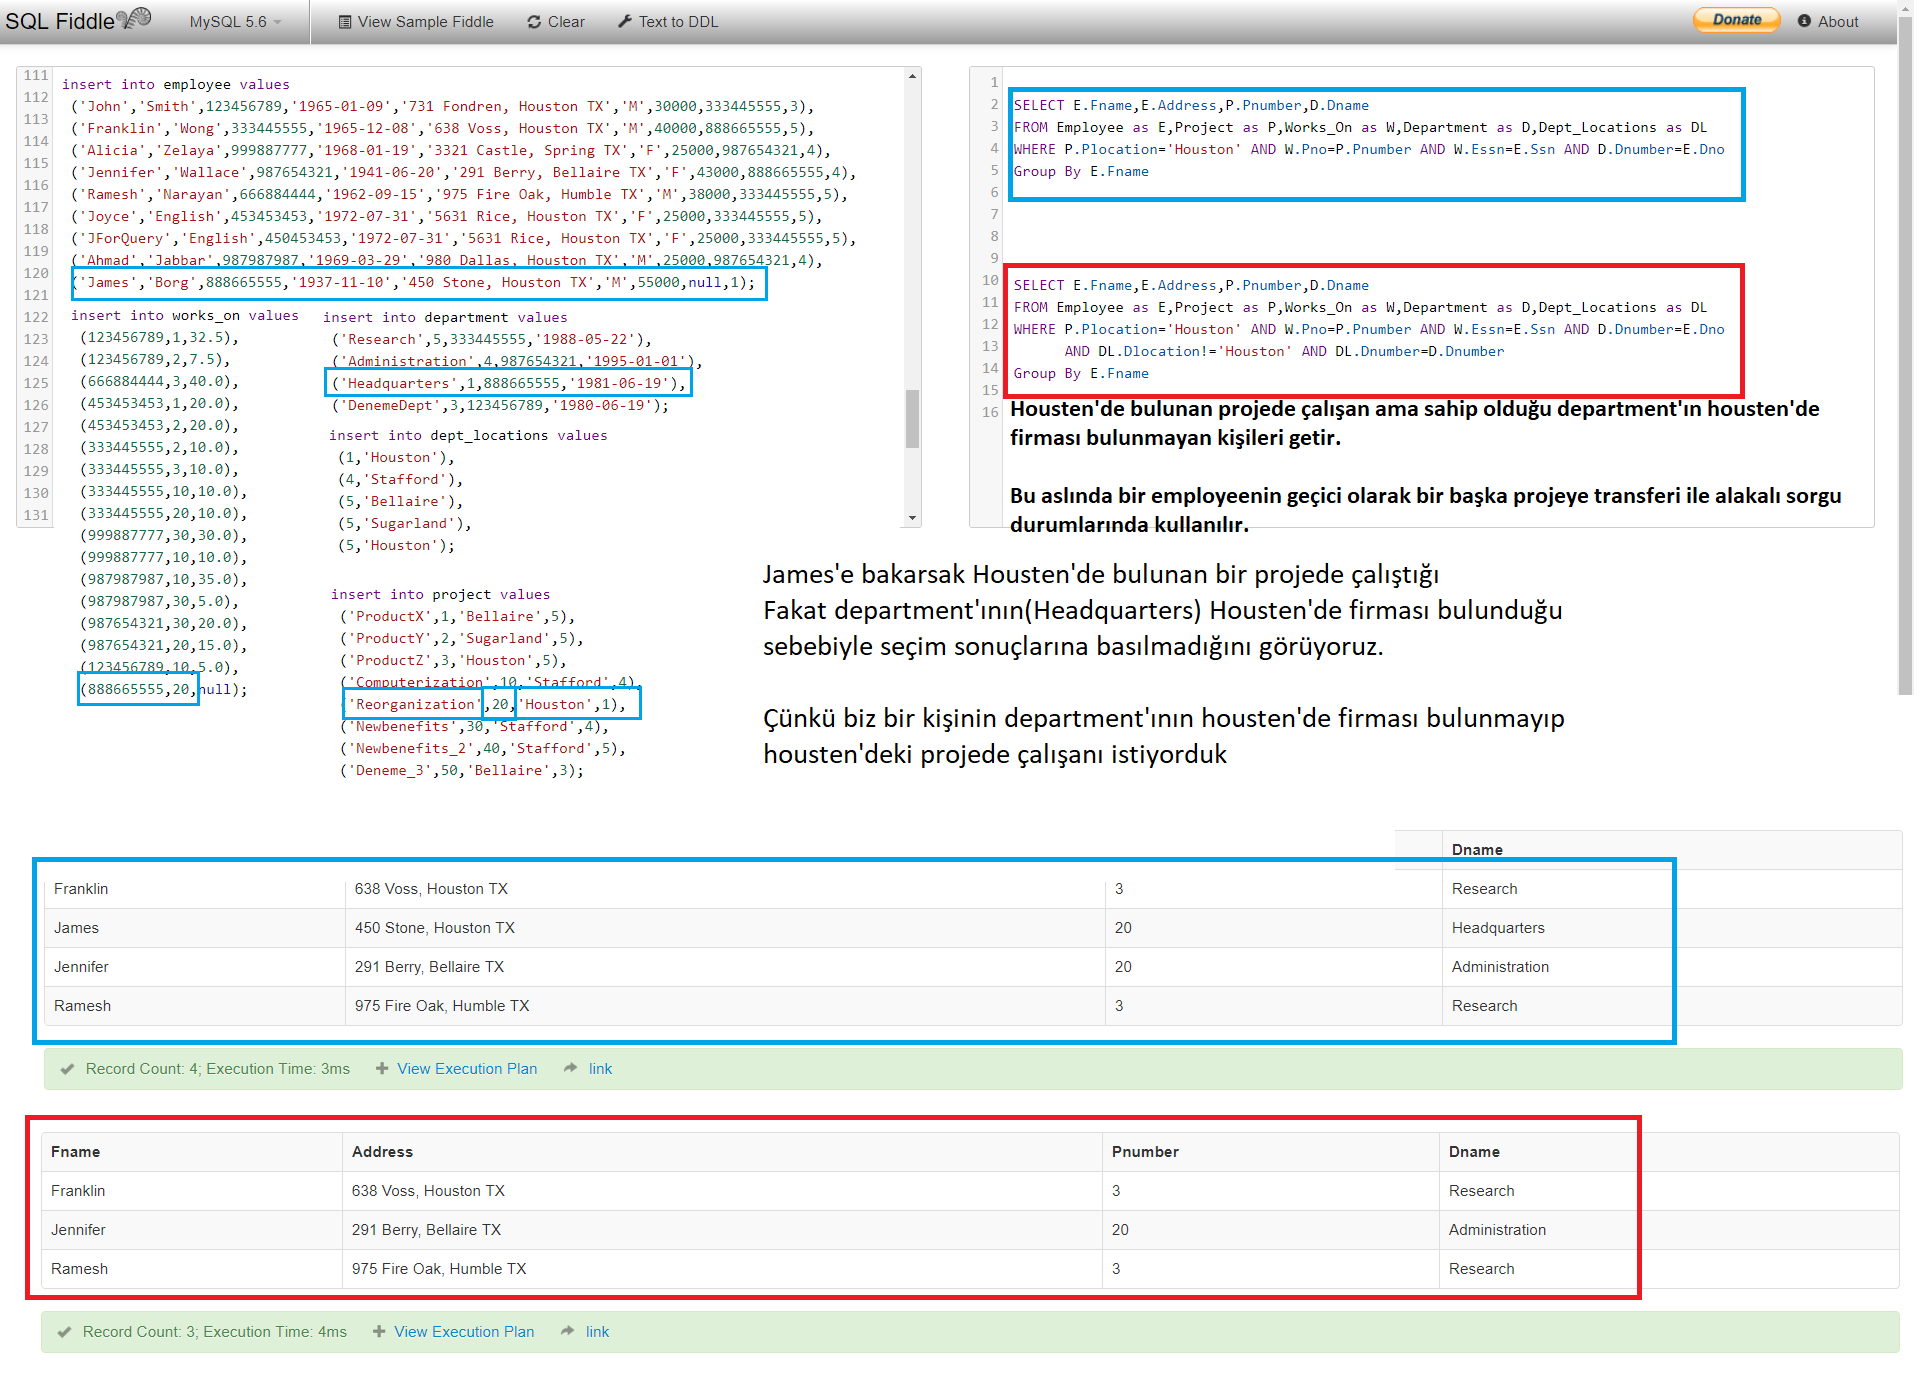 SQL Fiddle
MySQL 5.6
View Sample Fiddle
Clear
Text to DDL
Donate
About
111
112
113
114
115
116
117
118
119
120
121
122
123
124
125
126
127
128
129
130
131
insert into employee values
('John','Smith',123456789,'1965-01-09','731 Fondren, Houston TX','M',30000,333445555,3),
('Franklin','Wong',333445555,'1965-12-08','638 Voss, Houston TX','M',40000,888665555,5),
('Alicia','Zelaya',999887777,'1968-01-19','3321 Castle, Spring TX','F',25000,987654321,4),
('Jennifer','Wallace',987654321,'1941-06-20','291 Berry, Bellaire TX','F',43000,888665555,4),
('Ramesh','Narayan',666884444,'1962-09-15','975 Fire Oak, Humble TX','M',38000,333445555,5),
('Joyce','English',453453453,'1972-07-31','5631 Rice, Houston TX','F',25000,333445555,5),
('JForQuery','English',450453453,'1972-07-31','5631 Rice, Houston TX','F',25000,333445555,5),
('Ahmad','Jabbar',987987987,'1969-03-29','980 Dallas, Houston TX','M',25000,987654321,4),
('James','Borg',888665555,'1937-11-10','450 Stone, Houston TX','M',55000,null,1);
insert into works_on values
(123456789,1,32.5),
(123456789,2,7.5),
(666884444,3,40.0),
(453453453,1,20.0),
(453453453,2,20.0),
(333445555,2,10.0),
(333445555,3,10.0),
(333445555,10,10.0),
(333445555,20,10.0),
(999887777,30,30.0),
(999887777,10,10.0),
(987987987,10,35.0),
(987987987,30,5.0),
(987654321,30,20.0),
(987654321,20,15.0),
(123456789,10,5.0),
(888665555,20,null);
insert into department values
('Research',5,333445555,'1988-05-22'),
('Administration',4,987654321,'1995-01-01'),
('Headquarters',1,888665555,'1981-06-19'),
('DenemeDept',3,123456789,'1980-06-19');
insert into dept_locations values
(1,'Houston'),
(4,'Stafford'),
(5,'Bellaire'),
(5,'Sugarland'),
(5,'Houston');
insert into project values
('ProductX',1,'Bellaire',5),
('ProductY',2,'Sugarland',5),
('ProductZ',3,'Houston',5),
('Computerization',10,'Stafford',4),
('Reorganization',20,'Houston',1),
('Newbenefits',30,'Stafford',4),
('Newbenefits_2',40,'Stafford',5),
('Deneme_3',50,'Bellaire',3);
1
2
3
4
5
6
7
8
9
10
11
12
13
14
15
16
SELECT E.Fname,E.Address,P.Pnumber,D.Dname
FROM Employee as E,Project as P,Works_On as W,Department as D,Dept_Locations as DL
WHERE P.Plocation='Houston' AND W.Pno=P.Pnumber AND W.Essn=E.Ssn AND D.Dnumber=E.Dno
Group By E.Fname
SELECT E.Fname,E.Address,P.Pnumber,D.Dname
FROM Employee as E,Project as P,Works_On as W,Department as D,Dept_Locations as DL
WHERE P.Plocation='Houston' AND W.Pno=P.Pnumber AND W.Essn=E.Ssn AND D.Dnumber=E.Dno
AND DL.Dlocation!='Houston' AND DL.Dnumber=D.Dnumber
Group By E.Fname
Housten'de bulunan projede çalışan ama sahip olduğu department'ın housten'de
firması bulunmayan kişileri getir.
Bu aslında bir employeenin geçici olarak bir başka projeye transferi ile alakalı sorgu
durumlarında kullanılır.
James'e bakarsak Housten'de bulunan bir projede çalıştığı
Fakat department'ının(Headquarters) Housten'de firması bulunduğu
sebebiyle seçim sonuçlarına basılmadığını görüyoruz.
Çünkü biz bir kişinin department'ının housten'de firması bulunmayıp
housten'deki projede çalışanı istiyorduk
Dname
Franklin 638 Voss, Houston TX 3 Research
James 450 Stone, Houston TX 20 Headquarters
Jennifer 291 Berry, Bellaire TX 20 Administration
Ramesh 975 Fire Oak, Humble TX 3 Research
Record Count: 4; Execution Time: 3ms View Execution Plan link
Fname Address Pnumber Dname
Franklin 638 Voss, Houston TX 3 Research
Jennifer 291 Berry, Bellaire TX 20 Administration
Ramesh 975 Fire Oak, Humble TX 3 Research
Record Count: 3; Execution Time: 4ms View Execution Plan link